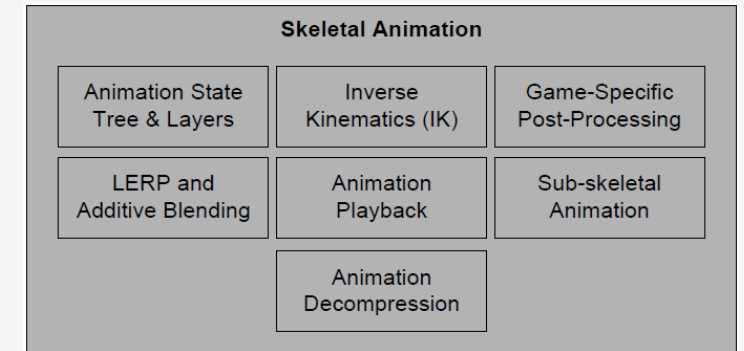 Skeletal Animation
Animation State
Tree & Layers
Inverse
Kinematics (IK)
Game-Specific
Post-Processing
LERP and
Additive Blending
Animation
Playback
Sub-skeletal
Animation
Animation
Decompression